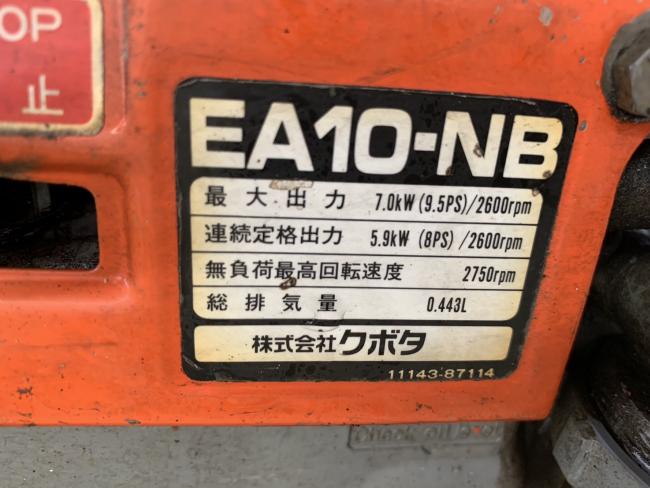 OP
止
EA10-NB
最大出力 7.0kW(9.5PS)/2600rpm
連続定格出力 5.9kW (8PS)/2600rpm
無負荷最高回転速度 2750rpm
総排気量 0.443L
株式会社クボタ
11143-87114
Check oil